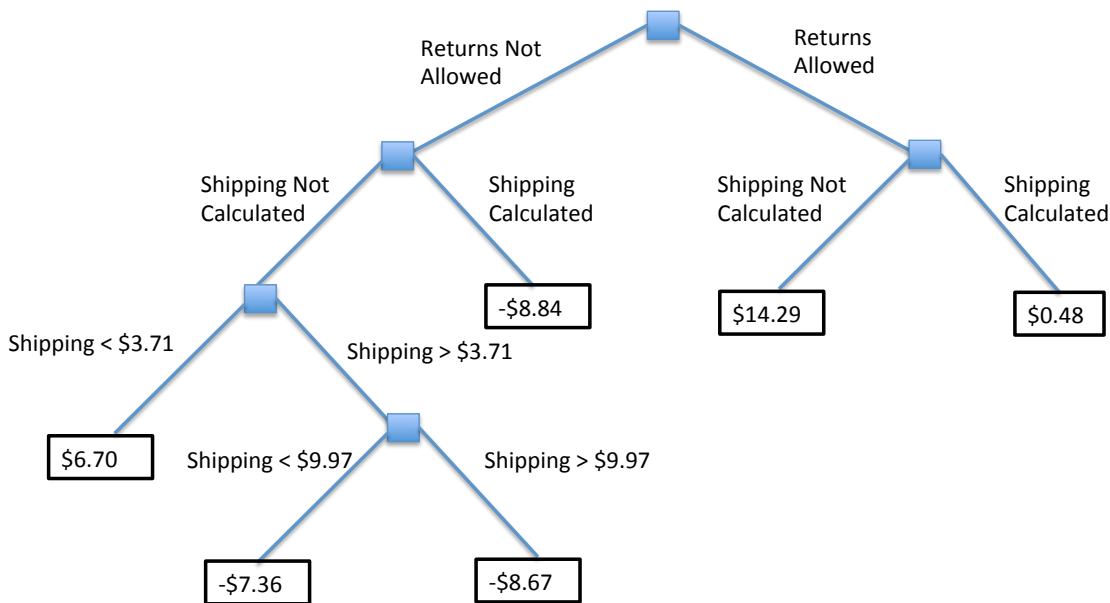 Returns Not
Allowed
Returns
Allowed
Shipping Not
Calculated
Shipping
Calculated
Shipping Not
Calculated
Shipping
Calculated
-$8.84
$14.29
$0.48
Shipping < $3.71
Shipping > $3.71
$6.70
Shipping < $9.97
Shipping > $9.97
-$7.36
-$8.67